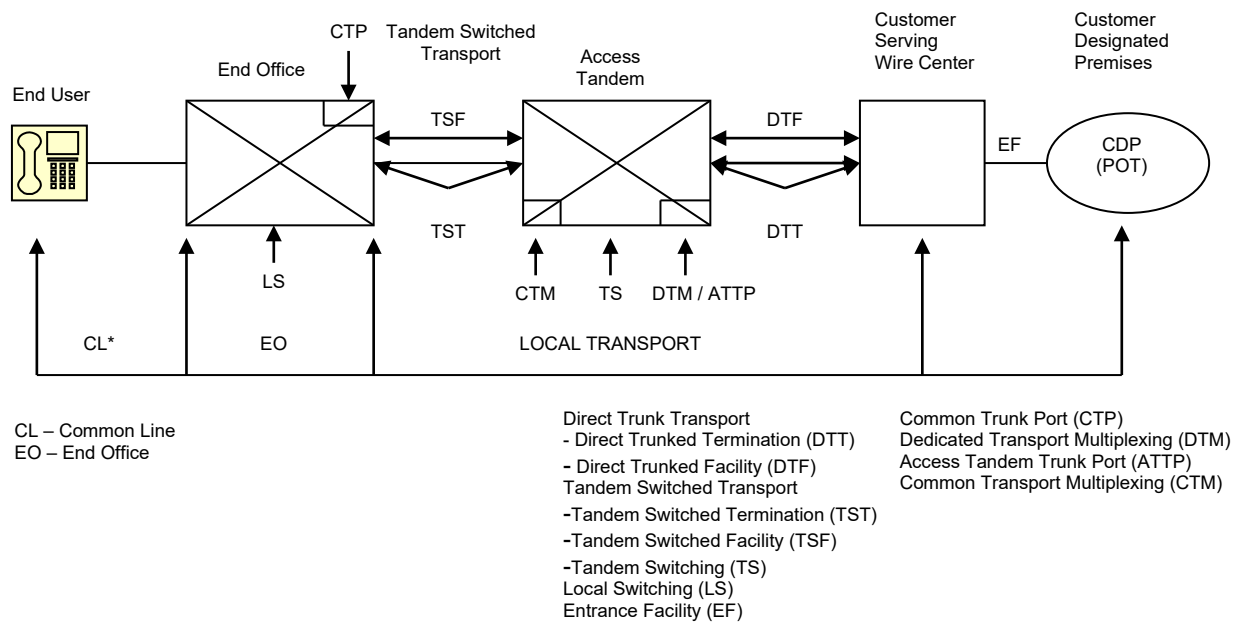 End User
End Office
CTP
Tandem Switched
Transport
Access
Tandem
Customer
Serving
Wire Center
Customer
Designated
Premises
TSF
TST
DTF
DTT
EF
CDP
(POT)
LS
CTM
TS
DTM / ATTP
CL*
EO
LOCAL TRANSPORT
CL – Common Line
EO – End Office
Direct Trunk Transport
- Direct Trunked Termination (DTT)
- Direct Trunked Facility (DTF)
Tandem Switched Transport
-Tandem Switched Termination (TST)
-Tandem Switched Facility (TSF)
-Tandem Switching (TS)
Local Switching (LS)
Entrance Facility (EF)
Common Trunk Port (CTP)
Dedicated Transport Multiplexing (DTM)
Access Tandem Trunk Port (ATTP)
Common Transport Multiplexing (CTM)